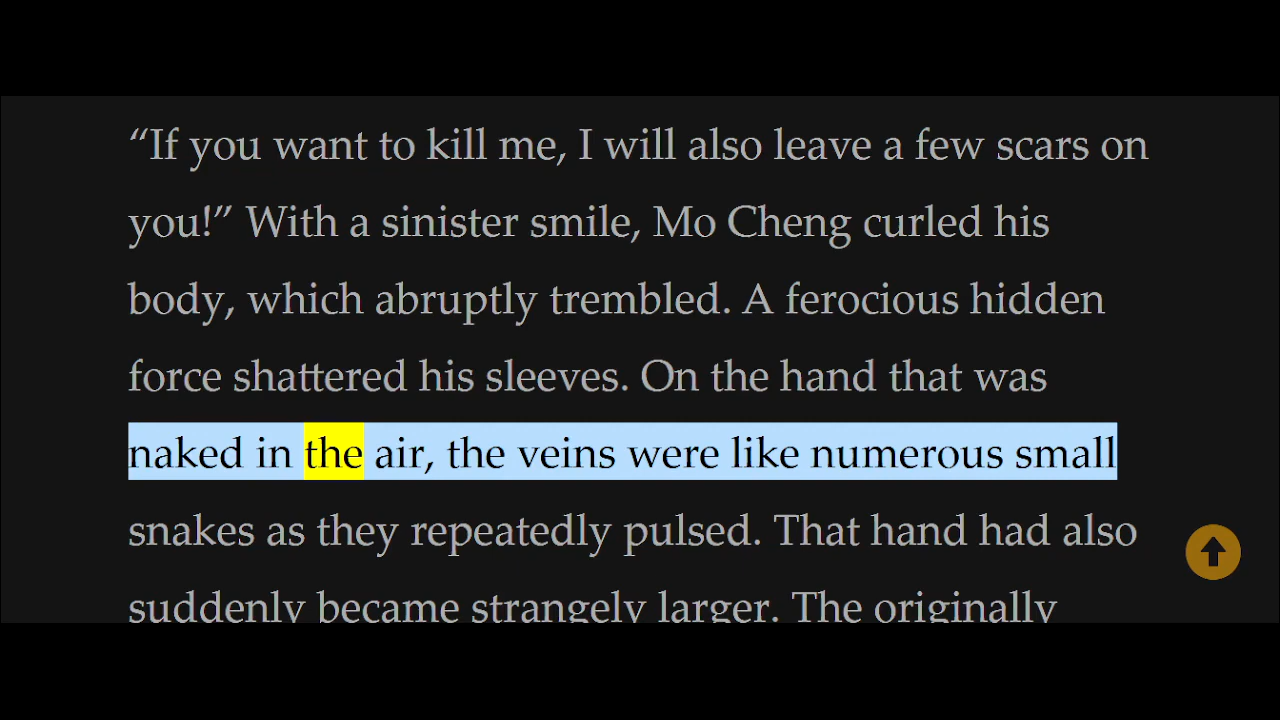 “If you want to kill me, I will also leave a few scars on
you!” With a sinister smile, Mo Cheng curled his
body, which abruptly trembled. A ferocious hidden
force shattered his sleeves. On the hand that was
naked in the air, the veins were like numerous small
snakes as they repeatedly pulsed. That hand had also
suddenly became strangely larger. The originally